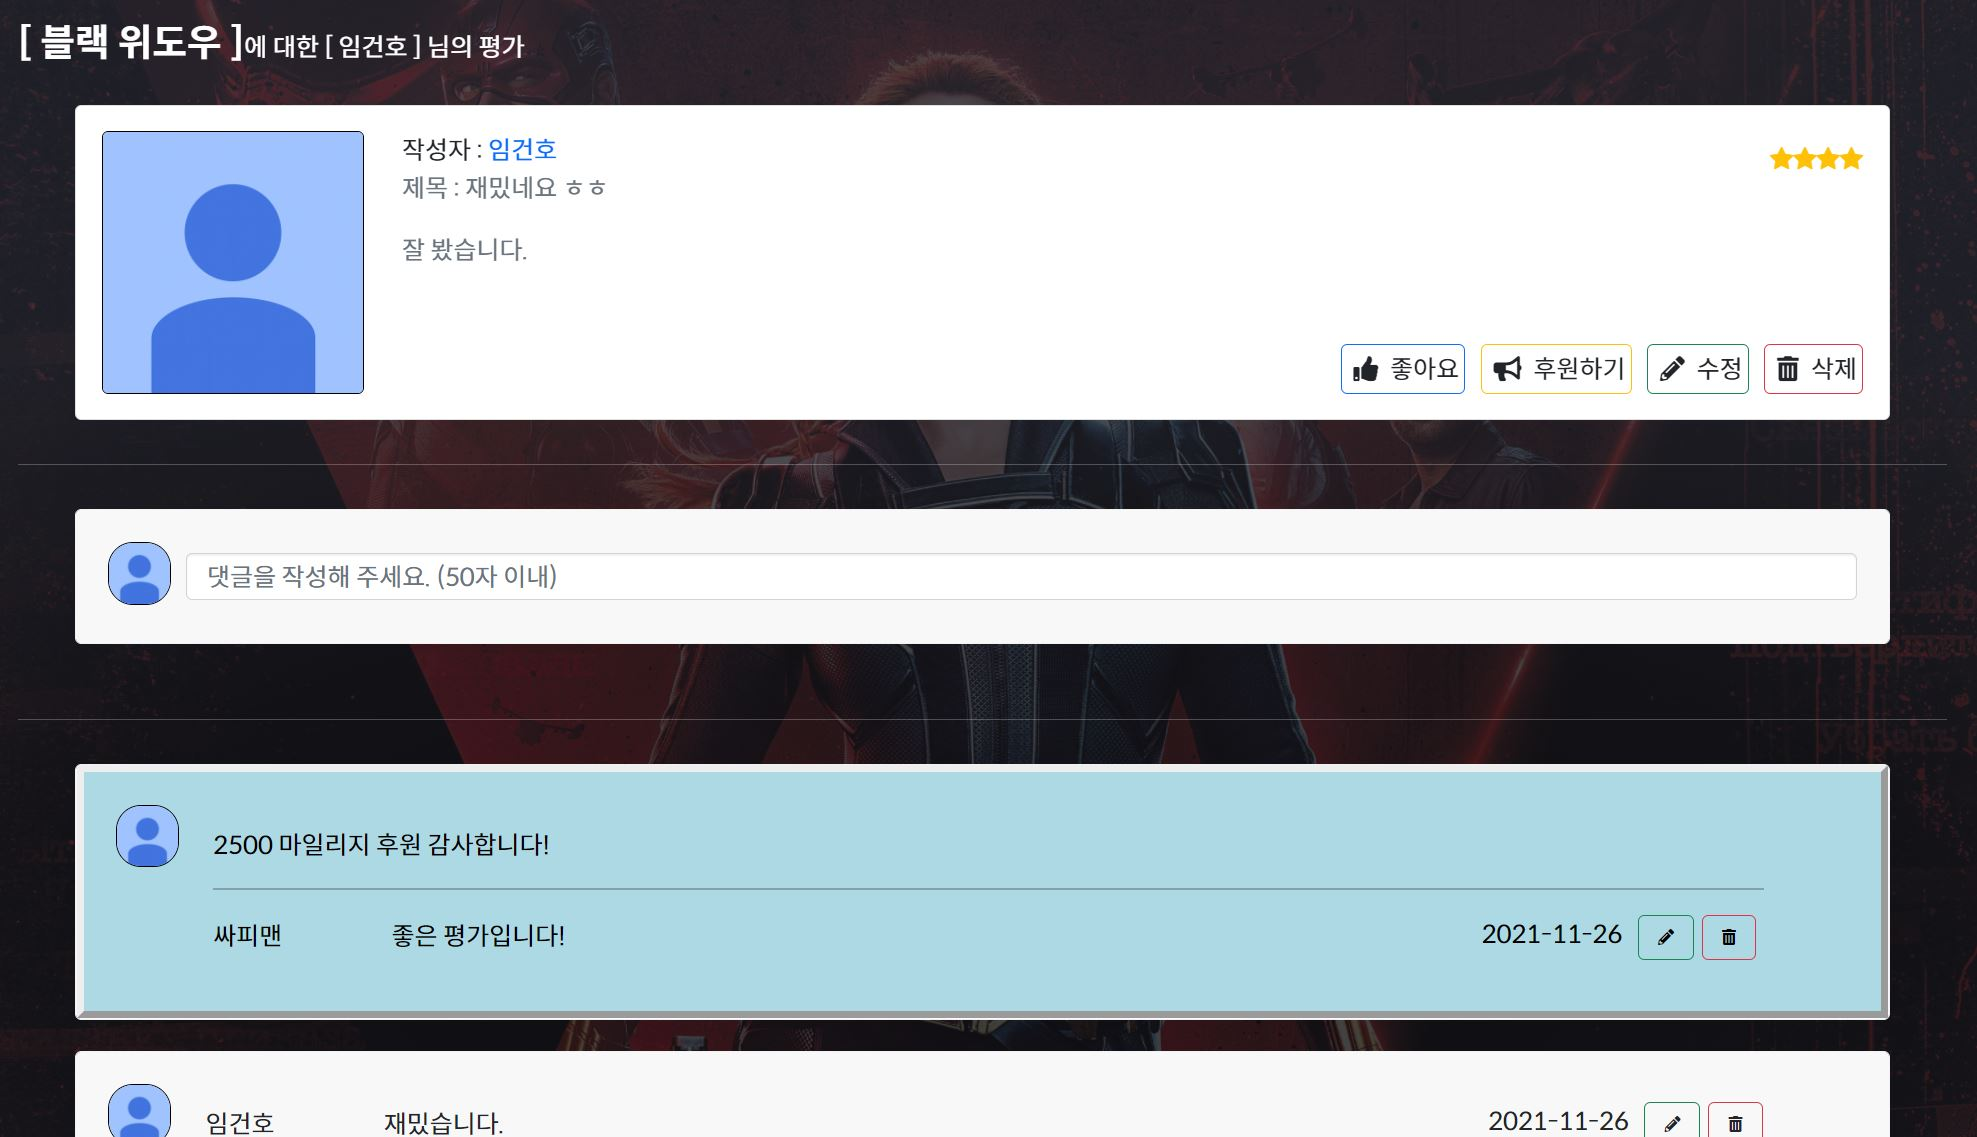 [ 블랙 위도우 ]에 대한 [ 임건호 ] 님의 평가
작성자 : 임건호
제목 : 재밌네요 ㅎㅎ
잘 봤습니다.
좋아요 후원하기 수정 삭제
댓글을 작성해 주세요. (50자 이내)
2500 마일리지 후원 감사합니다!
싸피맨 좋은 평가입니다! 2021-11-26
임건호 재밌습니다. 2021-11-26